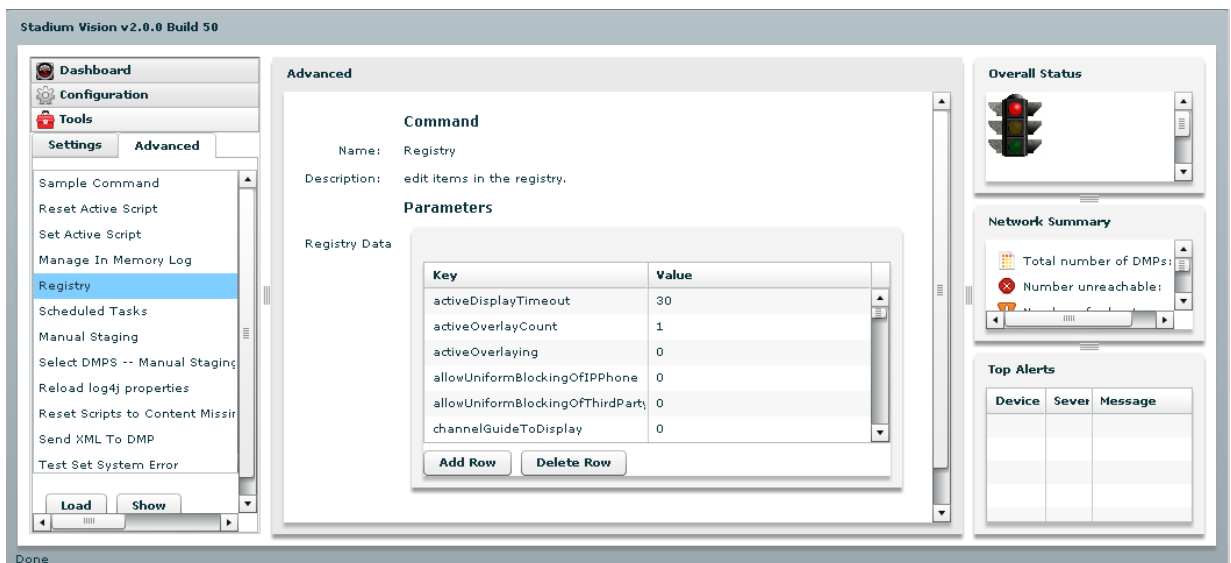 Stadium Vision v2.0.0 Build 50
Dashboard
Configuration
Tools
Settings
Advanced
Sample Command
Reset Active Script
Set Active Script
Manage In Memory Log
Registry
Scheduled Tasks
Manual Staging
Select DMPS -- Manual Staging
Reload log4j properties
Reset Scripts to Content Missin
Send XML To DMP
Test Set System Error
Load
Show
Advanced
Command
Name: Registry
Description: edit items in the registry.
Parameters
Registry Data
Key Value
activeDisplayTimeout 30
activeOverlayCount 1
activeOverlaying 0
allowUniformBlockingOfIPPhone 0
allowUniformBlockingOfThirdParty 0
channelGuideToDisplay 0
Add Row
Delete Row
Overall Status
Network Summary
Total number of DMPs:
Number unreachable:
Top Alerts
Device Sever Message
Done